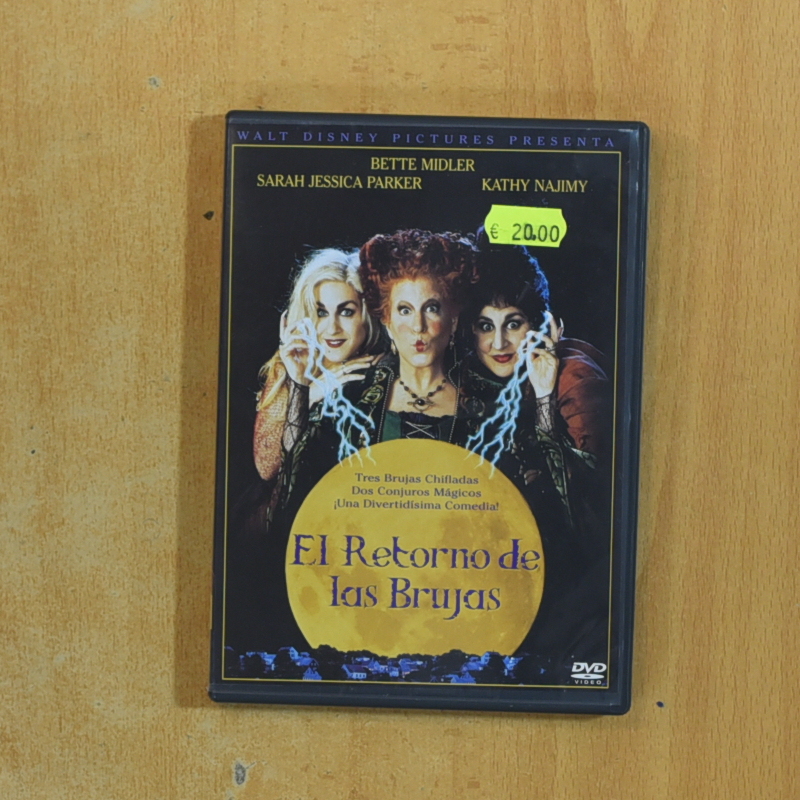 WALT DISNEY PICTURES PRESENTA
BETTE MIDLER
SARAH JESSICA PARKER KATHY NAJIMY
€ 20.00
Tres Brujas Chifladas
Dos Conjuros Mágicos
¡Una Divertidísima Comedia!
El Retorno de
las Brujas
DVD
VIDEO